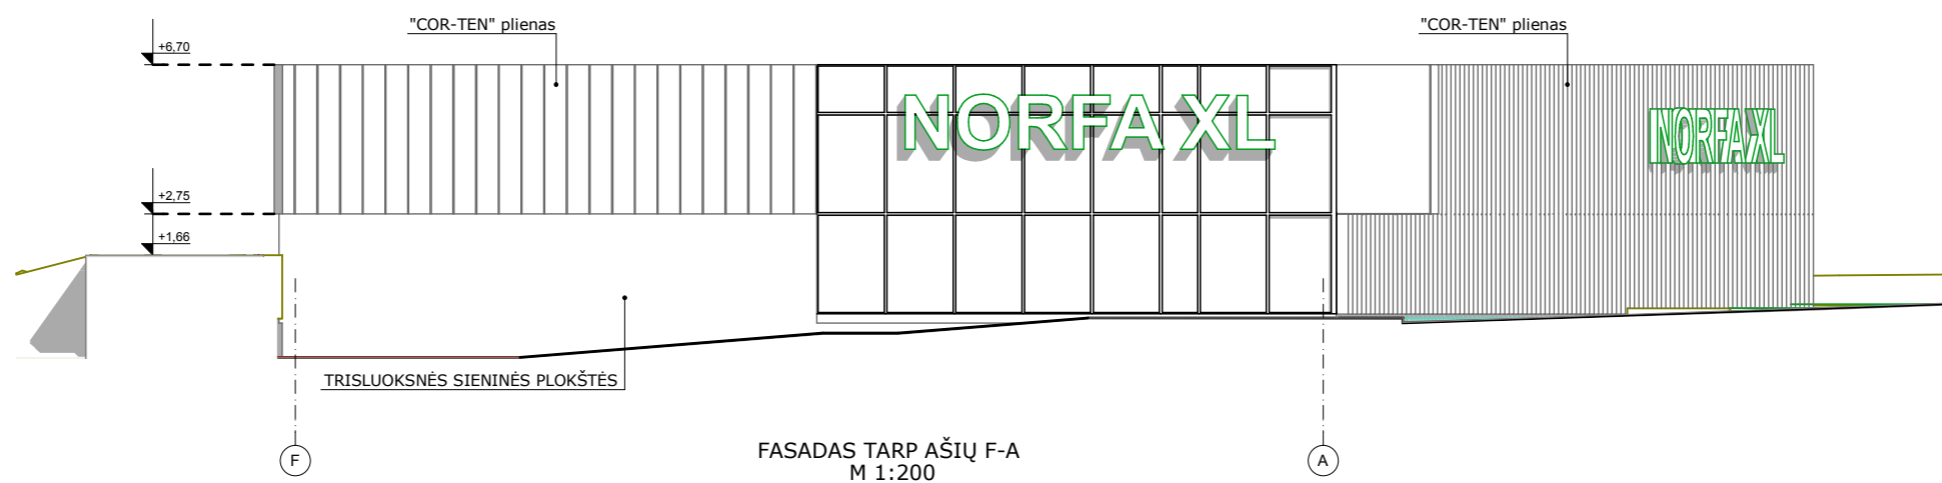 "COR-TEN" plienas
"COR-TEN" plienas
+6,70
NORFA XL
NORFA XL
+2,75
+1,66
TRISLUOKSNĖS SIENINĖS PLOKŠTĖS
F
A
FASADAS TARP AŠIŲ F-A
M 1:200